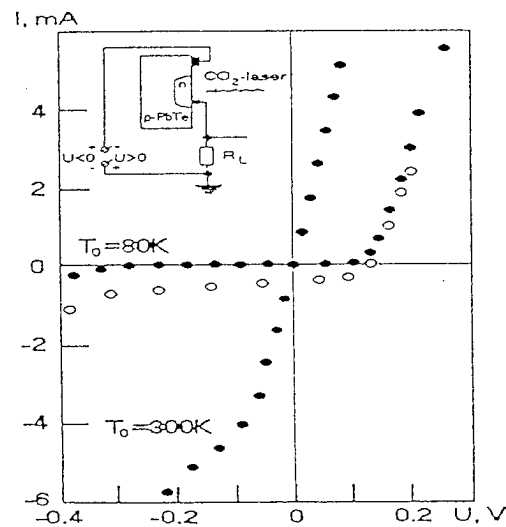 I, mA
4
2
0
-2
-4
-6
CO₂-laser
n
p-PbTe
U<0
U>0
R_L
T₀=80K
T₀=300K
-0.4
-0.2
0
0.2
U, V